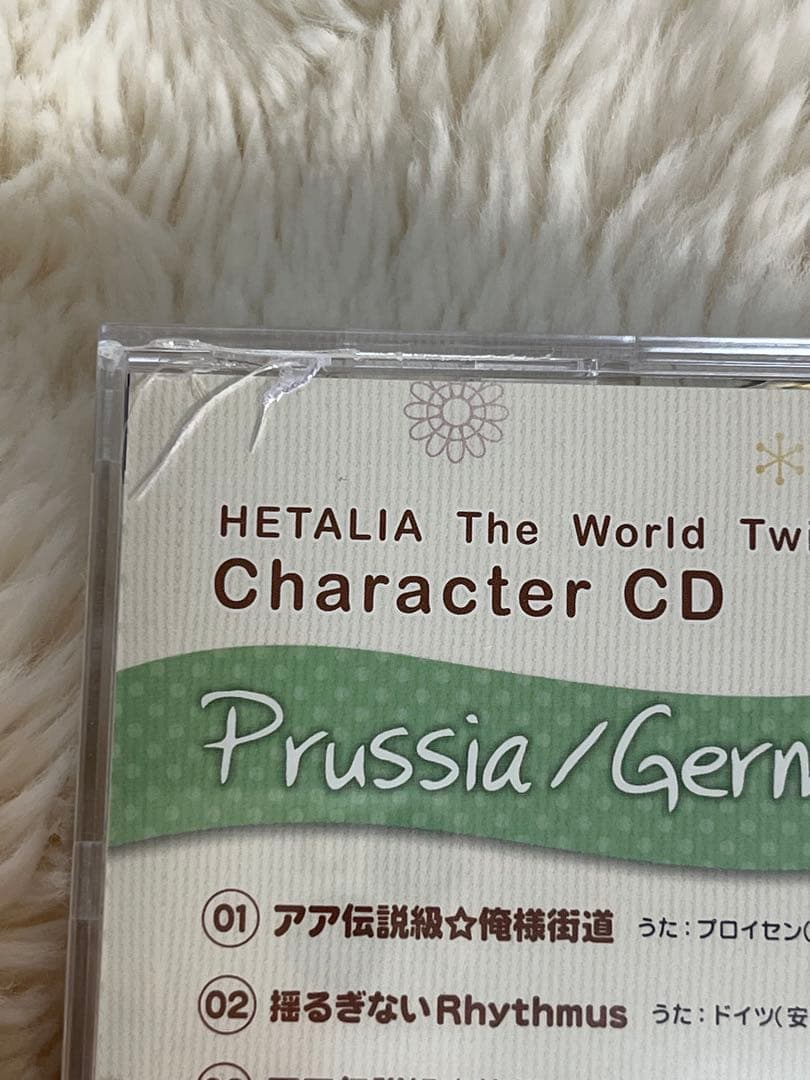 HETALIA The World Tw
Character CD
Prussia/Ger
01 アア伝説級☆俺様街道 うた:プロイセン(
02 揺るぎないRhythmus うた:ドイツ(安